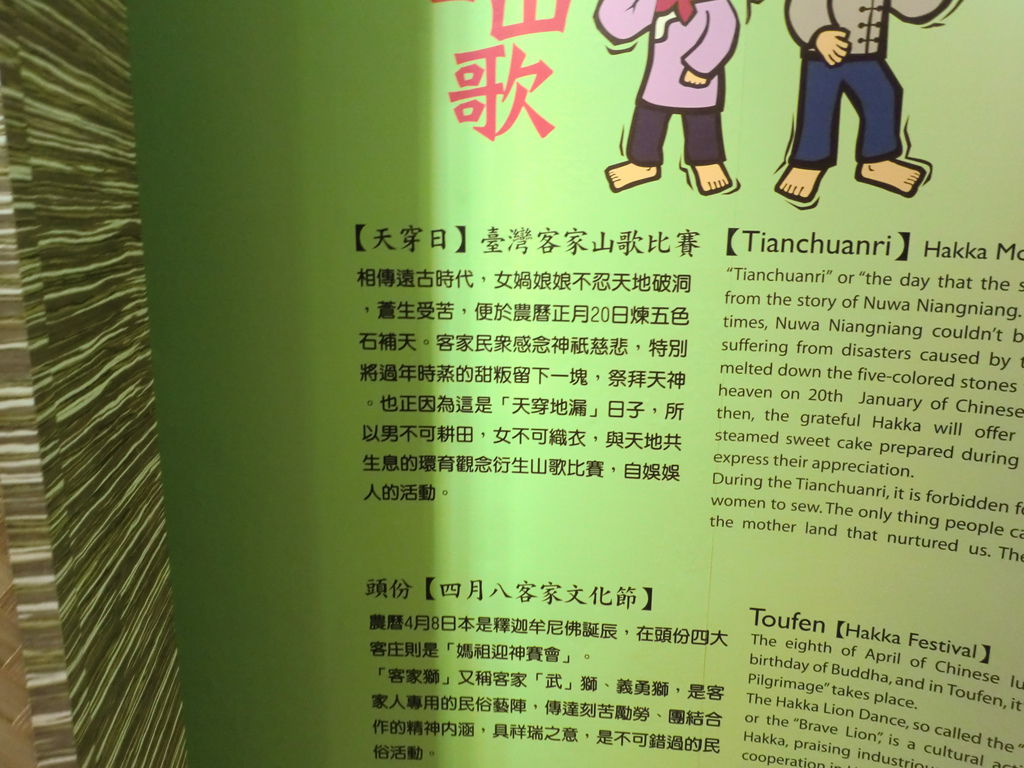 山
歌
【天穿日】臺灣客家山歌比賽
相傳遠古時代，女媧娘娘不忍天地破洞
，蒼生受苦，便於農曆正月20日煉五色
石補天。客家民衆感念神祇慈悲，特別
將過年時蒸的甜粄留下一塊，祭拜天神
。也正因為這是「天穿地漏」日子，所
以男不可耕田，女不可織衣，與天地共
生息的環育觀念衍生山歌比賽，自娛娛
人的活動。
【Tianchuanri】Hakka
"Tianchuanri" or "the day that the
from the story of Nuwa Niangniang.
times, Nuwa Niangniang couldn't
suffering from disasters caused by
melted down the five-colored stones
heaven on 20th January of Chinese
then, the grateful Hakka will offer
steamed sweet cake prepared during
express their appreciation.
During the Tianchuanri, it is forbidden
women to sew. The only thing people
the mother land that nurtured us. The
頭份【四月八客家文化節】
農曆4月8日本是釋迦牟尼佛誕辰，在頭份四大
客庄則是「媽祖迎神賽會」。
「客家獅」又稱客家「武」獅、義勇獅，是客
家人專用的民俗藝陣，傳達刻苦勵勞、團結合
作的精神內涵，具祥瑞之意，是不可錯過的民
俗活動。
Toufen【Hakka Festival】
The eighth of April of Chinese
birthday of Buddha, and in Toufen, it
Pilgrimage" takes place.
The Hakka Lion Dance, so called the
or the "Brave Lion", is a cultural
Hakka, praising industrious
cooperation in